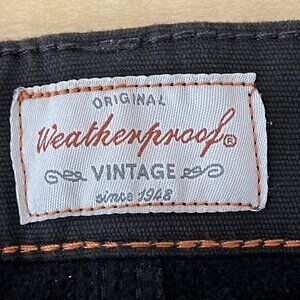 ORIGINAL
Weatherproof®
VINTAGE
since 1948